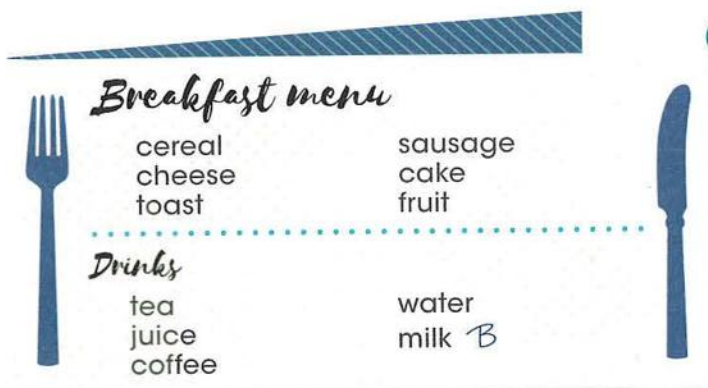 Breakfast menu
cereal
cheese
toast
sausage
cake
fruit
Drinks
tea
juice
coffee
water
milk B